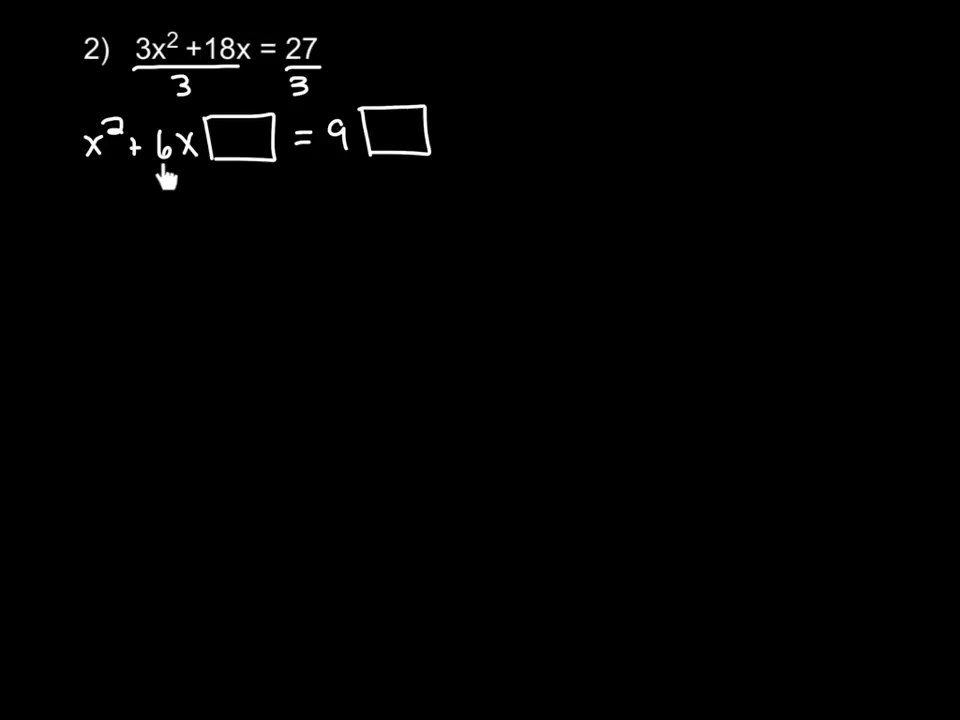 2) 3x² +18x = 27
3 3
x² + 6x □ = 9 □